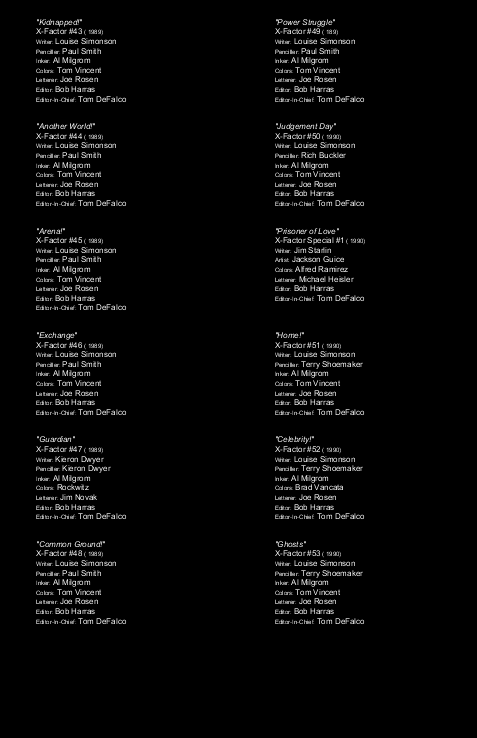 "Kidnapped!"
X-Factor #43 ( 1989)
Writer: Louise Simonson
Penciller: Paul Smith
Inker: Al Milgrom
Colors: Tom Vincent
Letterer: Joe Rosen
Editor: Bob Harras
Editor-In-Chief: Tom DeFalco
"Another World!"
X-Factor #44 ( 1989)
Writer: Louise Simonson
Penciller: Paul Smith
Inker: Al Milgrom
Colors: Tom Vincent
Letterer: Joe Rosen
Editor: Bob Harras
Editor-In-Chief: Tom DeFalco
"Arena!"
X-Factor #45 ( 1989)
Writer: Louise Simonson
Penciller: Paul Smith
Inker: Al Milgrom
Colors: Tom Vincent
Letterer: Joe Rosen
Editor: Bob Harras
Editor-In-Chief: Tom DeFalco
"Exchange"
X-Factor #46 ( 1989)
Writer: Louise Simonson
Penciller: Paul Smith
Inker: Al Milgrom
Colors: Tom Vincent
Letterer: Joe Rosen
Editor: Bob Harras
Editor-In-Chief: Tom DeFalco
"Guardian"
X-Factor #47 ( 1989)
Writer: Kieron Dwyer
Penciller: Kieron Dwyer
Inker: Al Milgrom
Colors: Rockwitz
Letterer: Jim Novak
Editor: Bob Harras
Editor-In-Chief: Tom DeFalco
"Common Ground!"
X-Factor #48 ( 1989)
Writer: Louise Simonson
Penciller: Paul Smith
Inker: Al Milgrom
Colors: Tom Vincent
Letterer: Joe Rosen
Editor: Bob Harras
Editor-In-Chief: Tom DeFalco
"Power Struggle"
X-Factor #49 ( 189)
Writer: Louise Simonson
Penciller: Paul Smith
Inker: Al Milgrom
Colors: Tom Vincent
Letterer: Joe Rosen
Editor: Bob Harras
Editor-In-Chief: Tom DeFalco
"Judgement Day"
X-Factor #50 ( 1990)
Writer: Louise Simonson
Penciller: Rich Buckler
Inker: Al Milgrom
Colors: Tom Vincent
Letterer: Joe Rosen
Editor: Bob Harras
Editor-In-Chief: Tom DeFalco
"Prisoner of Love"
X-Factor Special #1 ( 1990)
Writer: Jim Starlin
Artist: Jackson Guice
Colors: Alfred Ramirez
Letterer: Michael Heisler
Editor: Bob Harras
Editor-In-Chief: Tom DeFalco
"Home!"
X-Factor #51 ( 1990)
Writer: Louise Simonson
Penciller: Terry Shoemaker
Inker: Al Milgrom
Colors: Tom Vincent
Letterer: Joe Rosen
Editor: Bob Harras
Editor-In-Chief: Tom DeFalco
"Celebrity!"
X-Factor #52 ( 1990)
Writer: Louise Simonson
Penciller: Terry Shoemaker
Inker: Al Milgrom
Colors: Brad Vancata
Letterer: Joe Rosen
Editor: Bob Harras
Editor-In-Chief: Tom DeFalco
"Ghosts"
X-Factor #53 ( 1990)
Writer: Louise Simonson
Penciller: Terry Shoemaker
Inker: Al Milgrom
Colors: Tom Vincent
Letterer: Joe Rosen
Editor: Bob Harras
Editor-In-Chief: Tom DeFalco